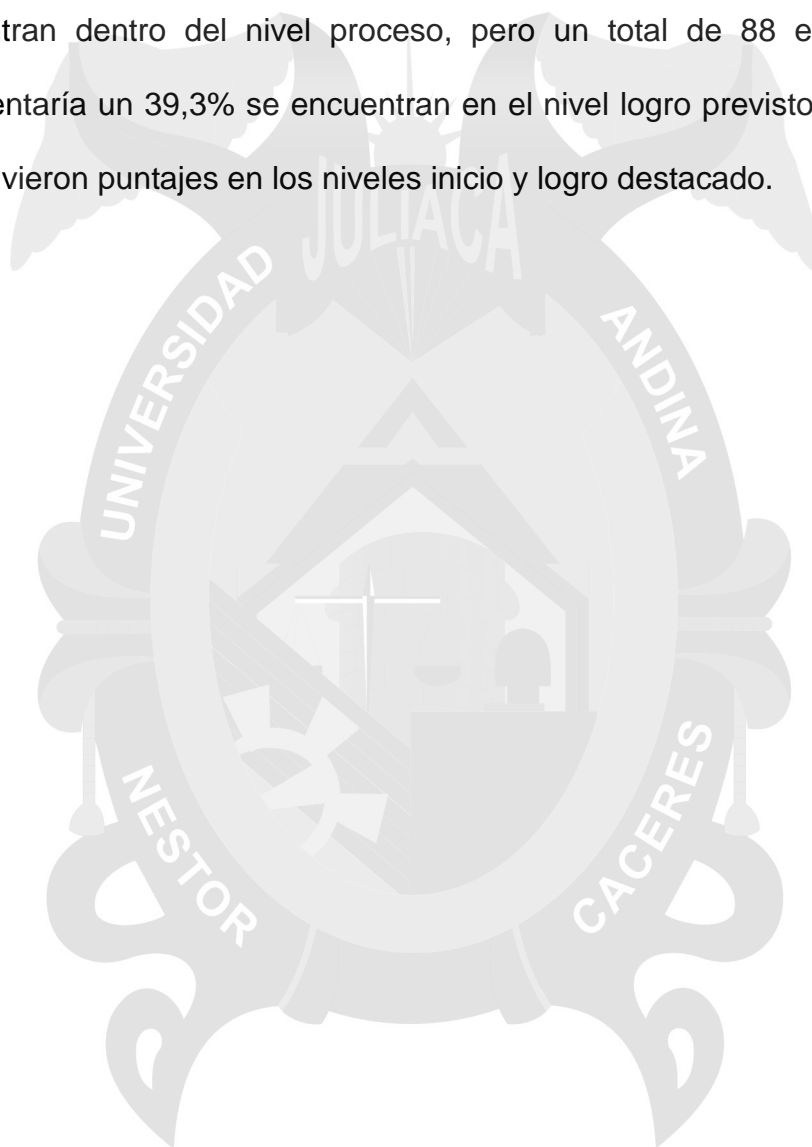 tran dentro del nivel proceso, pero un total de 88 e
entaría un 39,3% se encuentran en el nivel logro previsto
vieron puntajes en los niveles inicio y logro destacado.
JULIACA
UNIVERSIDAD
ANDINA
NESTOR
CACERES